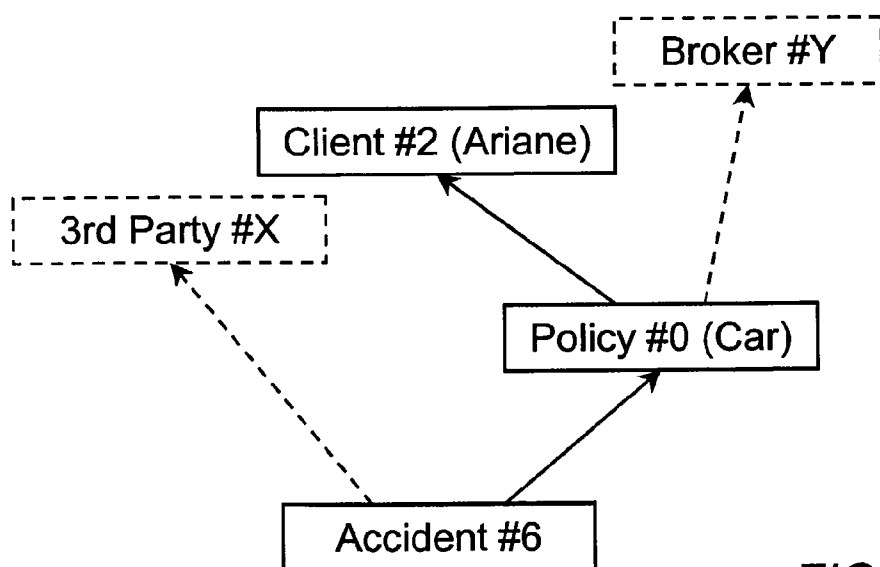 Broker #Y
Client #2 (Ariane)
3rd Party #X
Policy #0 (Car)
Accident #6